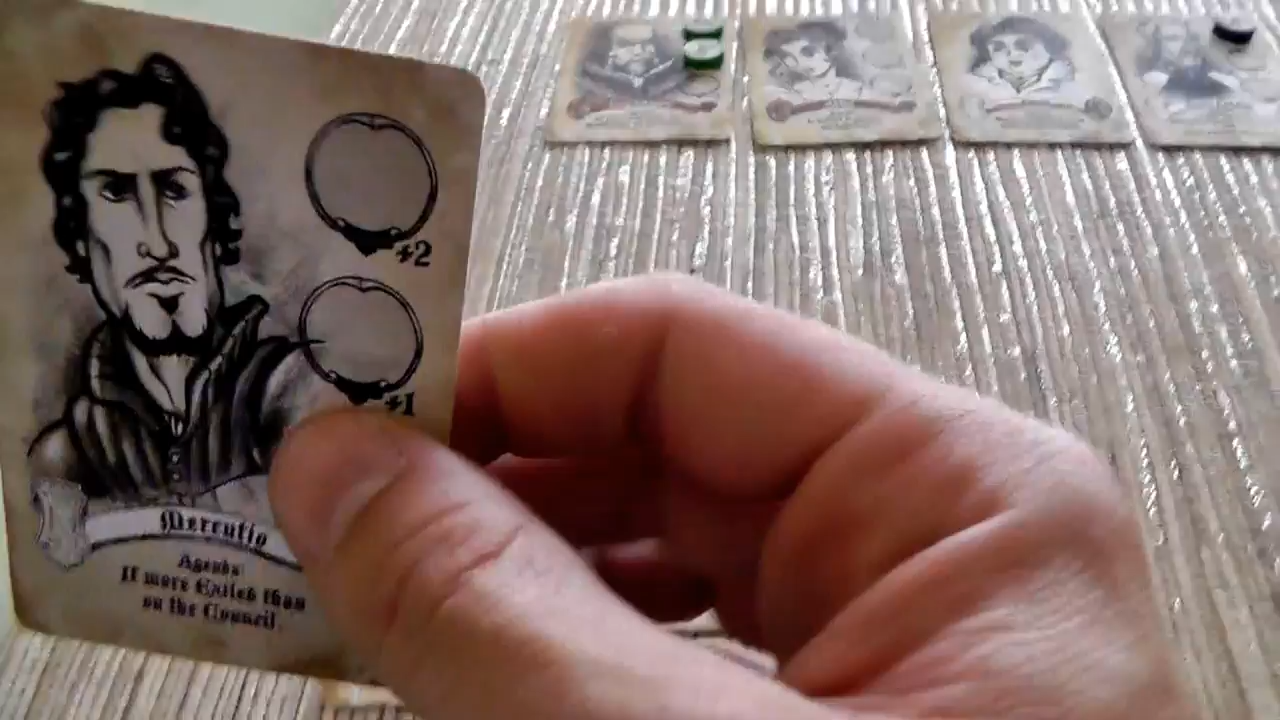 +2
+1
Mercutio
Agenda:
If more Exiled than
on the Council.